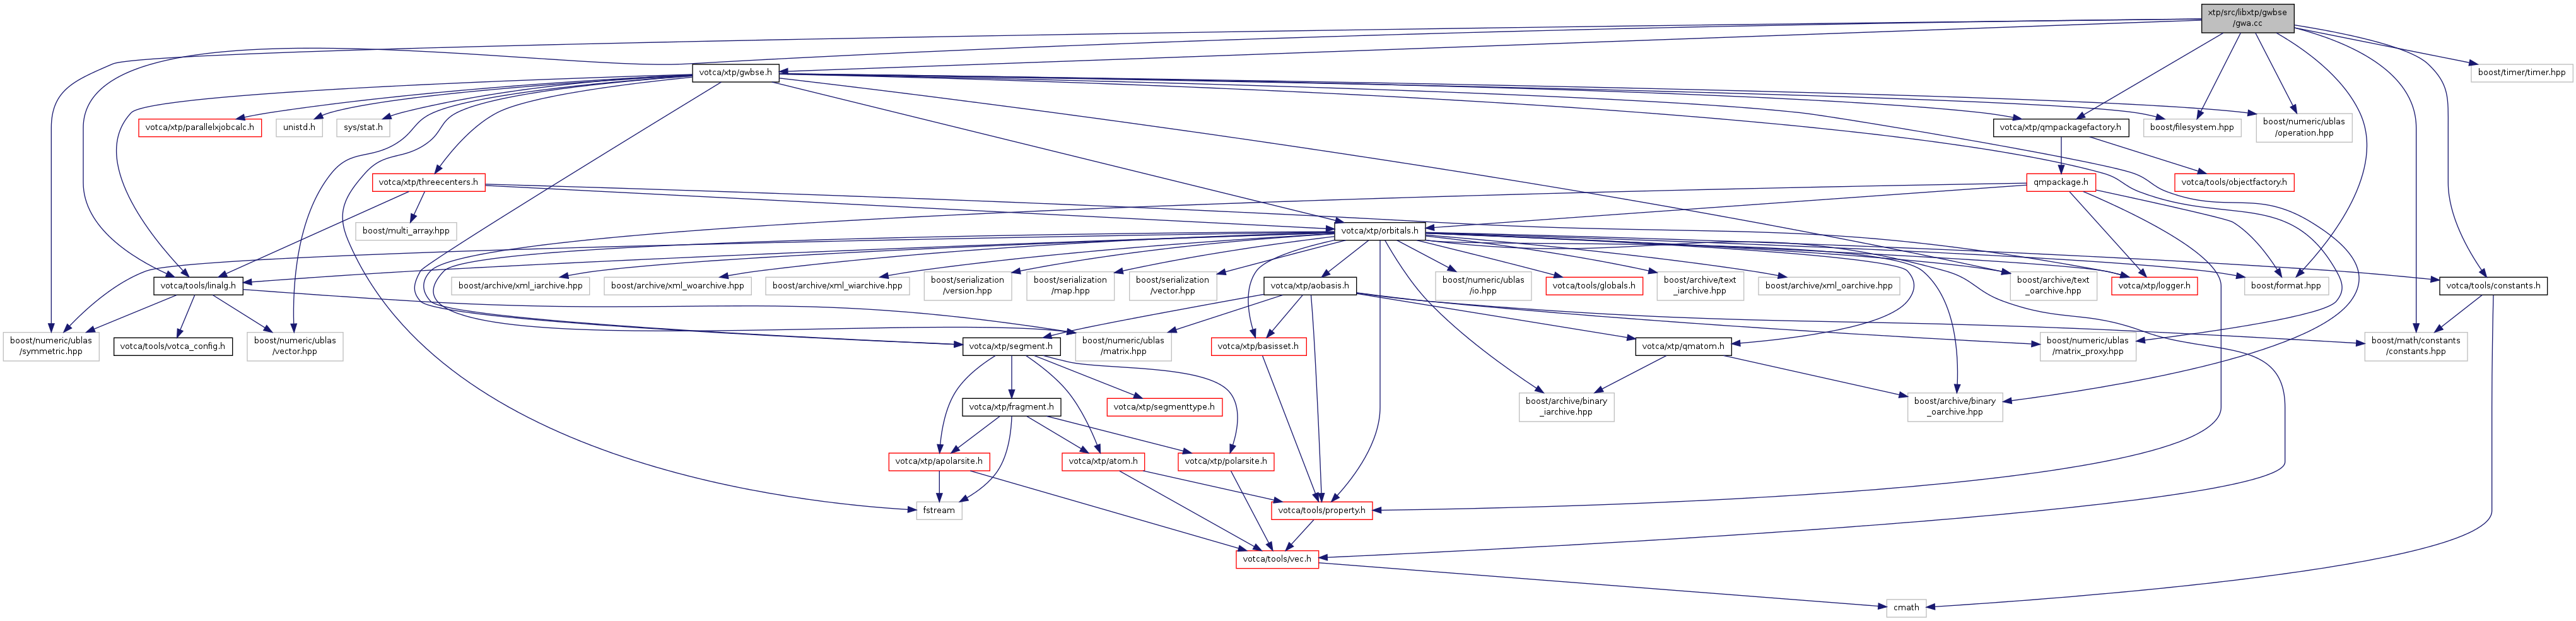 xtp/src/libxtp/gwbse
/gwa.cc
votca/xtp/gwbse.h
boost/timer/timer.hpp
votca/xtp/parallelxjobcalc.h
unistd.h
sys/stat.h
votca/xtp/qmpackagefactory.h
boost/filesystem.hpp
boost/numeric/ublas
/operation.hpp
votca/xtp/threecenters.h
qmpackage.h
votca/tools/objectfactory.h
boost/multi_array.hpp
votca/xtp/orbitals.h
votca/tools/linalg.h
boost/archive/xml_iarchive.hpp
boost/archive/xml_woarchive.hpp
boost/archive/xml_wiarchive.hpp
boost/serialization
/version.hpp
boost/serialization
/map.hpp
boost/serialization
/vector.hpp
votca/xtp/aobasis.h
boost/numeric/ublas
/io.hpp
votca/tools/globals.h
boost/archive/text
_iarchive.hpp
boost/archive/xml_oarchive.hpp
boost/archive/text
_oarchive.hpp
votca/xtp/logger.h
boost/format.hpp
votca/tools/constants.h
boost/numeric/ublas
/symmetric.hpp
votca/tools/votca_config.h
boost/numeric/ublas
/vector.hpp
votca/xtp/segment.h
boost/numeric/ublas
/matrix.hpp
votca/xtp/basisset.h
votca/xtp/qmatom.h
boost/numeric/ublas
/matrix_proxy.hpp
boost/math/constants
/constants.hpp
votca/xtp/fragment.h
votca/xtp/segmenttype.h
boost/archive/binary
_iarchive.hpp
boost/archive/binary
_oarchive.hpp
votca/xtp/apolarsite.h
votca/xtp/atom.h
votca/xtp/polarsite.h
fstream
votca/tools/property.h
votca/tools/vec.h
cmath